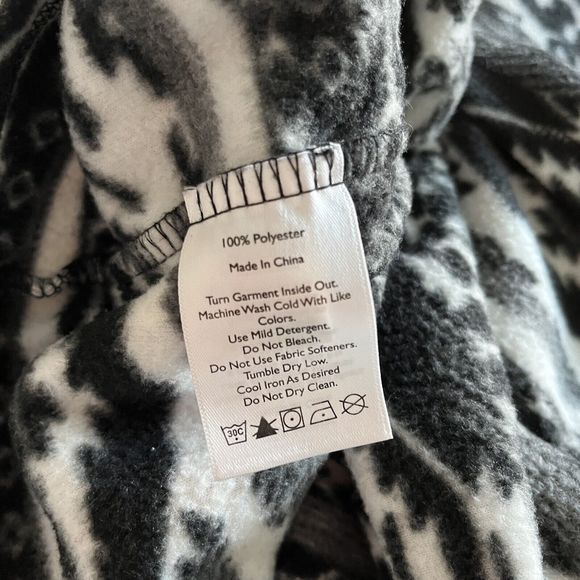 100% Polyester
Made In China
Turn Garment Inside Out.
Machine Wash Cold With Like
Colors.
Use Mild Detergent.
Do Not Bleach.
Do Not Use Fabric Softeners.
Tumble Dry Low.
Cool Iron As Desired
Do Not Dry Clean.
30C